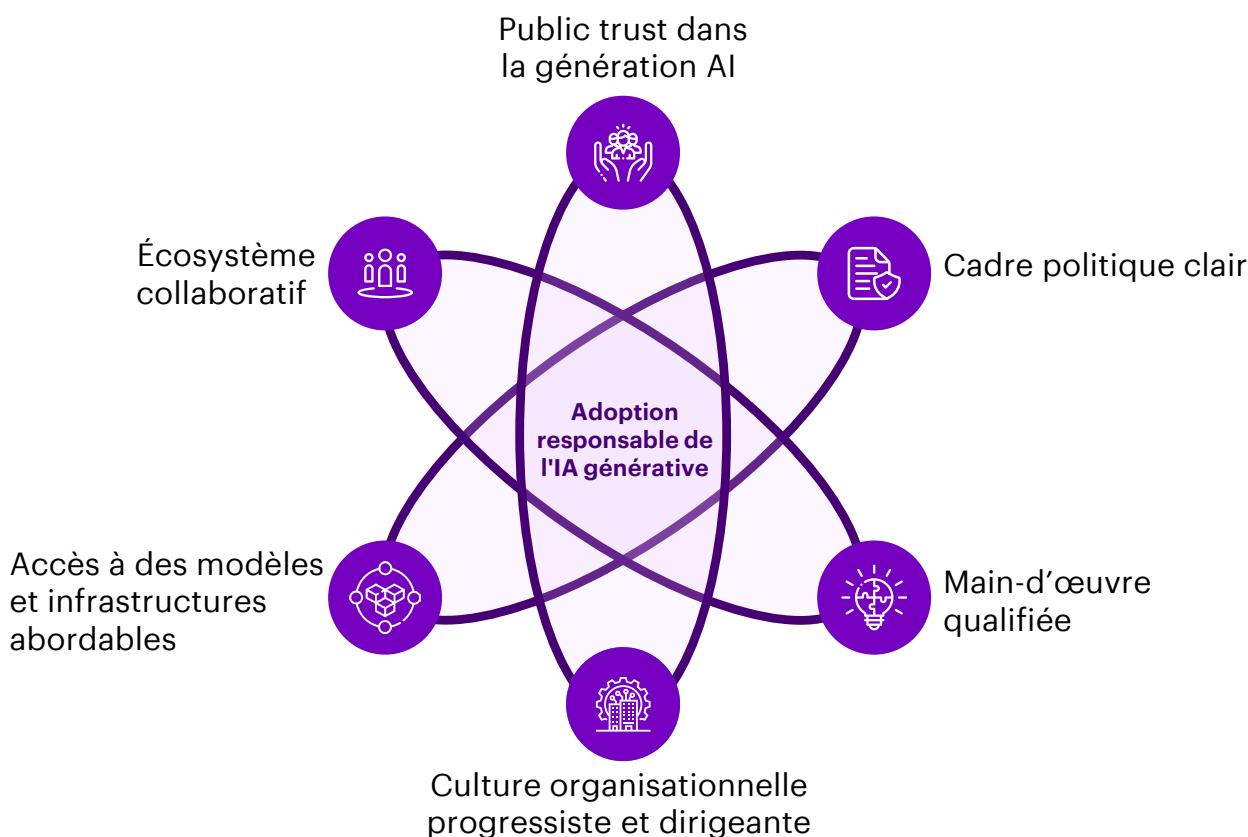 Public trust dans
la génération AI
Écosystème
collaboratif
Cadre politique clair
Adoption
responsable de
l'IA générative
Accès à des modèles
et infrastructures
abordables
Main-d’œuvre
qualifiée
Culture organisationnelle
progressiste et dirigeante